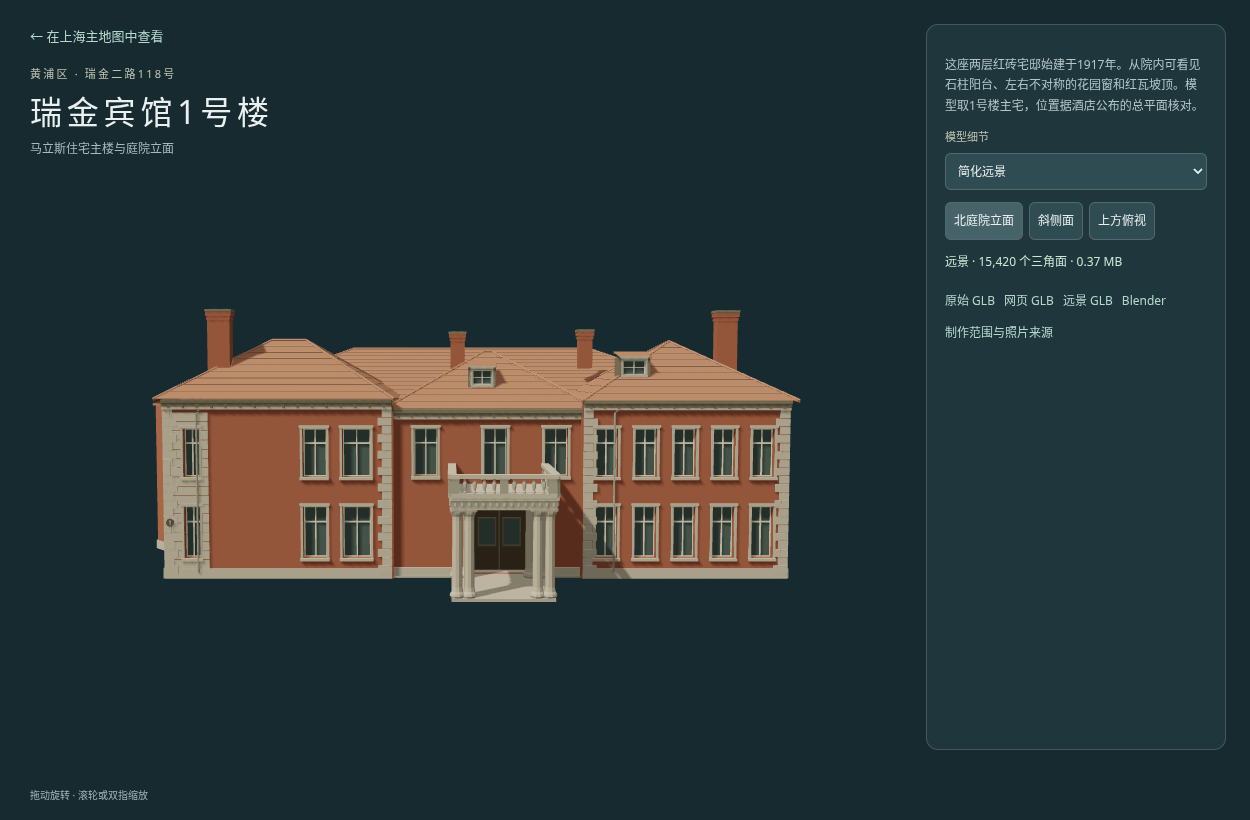 ← 在上海主地图中查看
黄浦区 · 瑞金二路118号
瑞金宾馆1号楼
马立斯住宅主楼与庭院立面
这座两层红砖宅邸始建于1917年。从院内可看见
石柱阳台、左右不对称的花园窗和红瓦坡顶。模
型取1号楼主宅，位置据酒店公布的总平面核对。
模型细节
简化远景
北庭院立面 斜侧面 上方俯视
远景 · 15,420 个三角面 · 0.37 MB
原始 GLB 网页 GLB 远景 GLB Blender
制作范围与照片来源
拖动旋转 · 滚轮或双指缩放